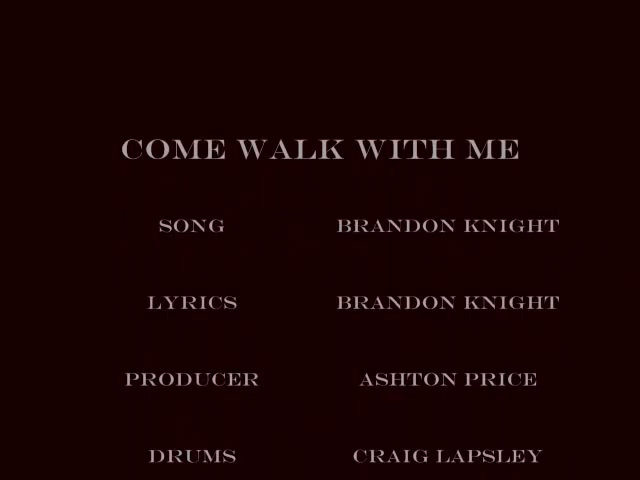 COME WALK WITH ME
SONG BRANDON KNIGHT
LYRICS BRANDON KNIGHT
PRODUCER ASHTON PRICE
DRUMS CRAIG LAPSLEY